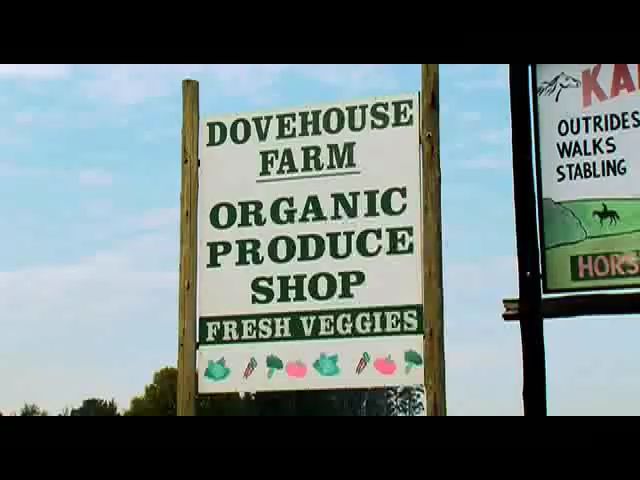 DOVEHOUSE
FARM
ORGANIC
PRODUCE
SHOP
FRESH VEGGIES
OUTRIDES
WALKS
STABLING